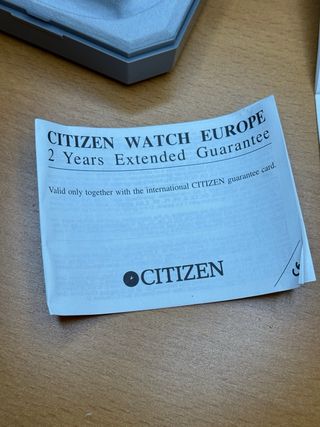 CITIZEN WATCH EUROPE
2 Years Extended Guarantee
Valid only together with the international CITIZEN guarantee card.
CITIZEN